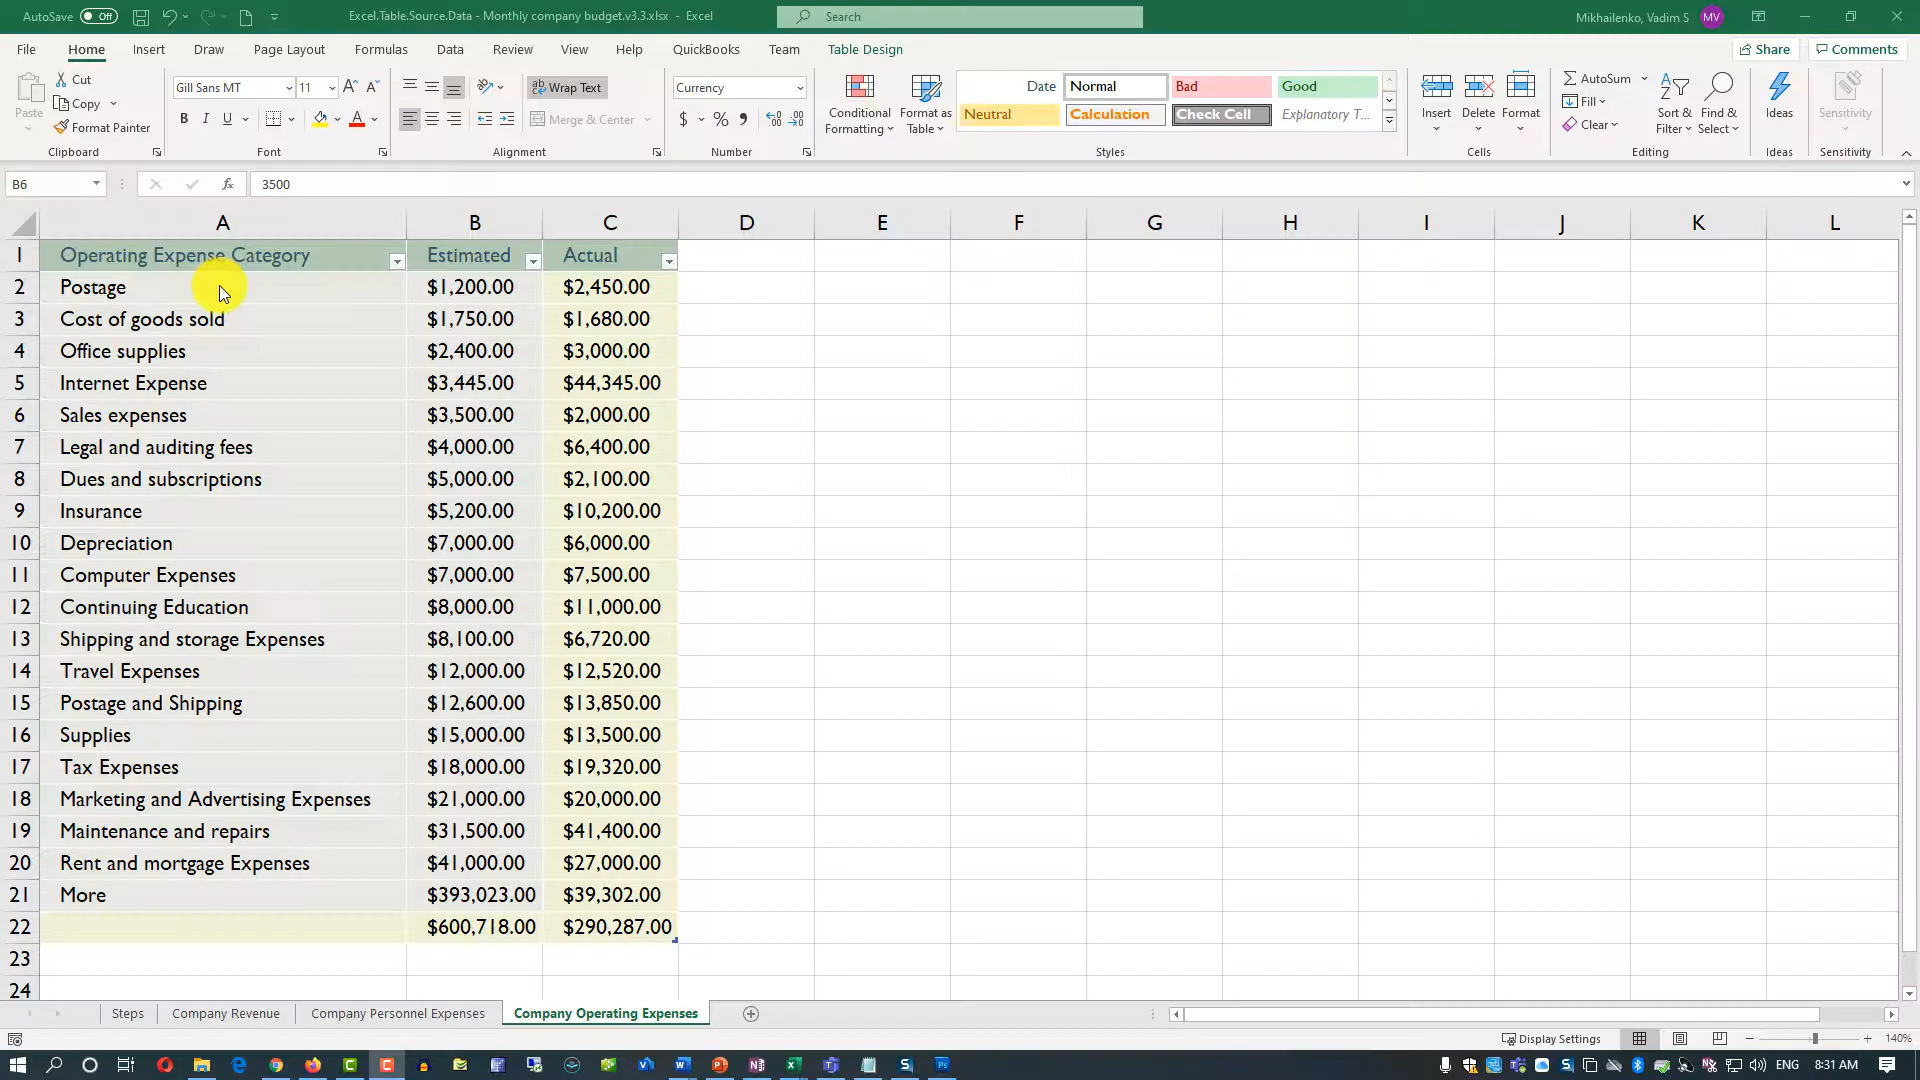 AutoSave Off Excel.Table.Source.Data - Monthly company budget.v3.3.xlsx - Excel Search Mikhailenko, Vadim S MV
File Home Insert Draw Page Layout Formulas Data Review View Help QuickBooks Team Table Design Share Comments
Paste Cut Copy Format Painter
Gill Sans MT 11 A A
B I U A
ab Wrap Text
Merge & Center
Currency
$ % 9
Conditional Formatting Format as Table
Date Normal Bad Good
Neutral Calculation Check Cell Explanatory T...
Insert Delete Format
AutoSum
Fill
Clear
Sort & Filter Find & Select
Ideas Sensitivity
Clipboard Font Alignment Number Styles Cells Editing Ideas Sensitivity
B6 fx 3500
A B C D E F G H I J K L
1 Operating Expense Category Estimated Actual
2 Postage $1,200.00 $2,450.00
3 Cost of goods sold $1,750.00 $1,680.00
4 Office supplies $2,400.00 $3,000.00
5 Internet Expense $3,445.00 $44,345.00
6 Sales expenses $3,500.00 $2,000.00
7 Legal and auditing fees $4,000.00 $6,400.00
8 Dues and subscriptions $5,000.00 $2,100.00
9 Insurance $5,200.00 $10,200.00
10 Depreciation $7,000.00 $6,000.00
11 Computer Expenses $7,000.00 $7,500.00
12 Continuing Education $8,000.00 $11,000.00
13 Shipping and storage Expenses $8,100.00 $6,720.00
14 Travel Expenses $12,000.00 $12,520.00
15 Postage and Shipping $12,600.00 $13,850.00
16 Supplies $15,000.00 $13,500.00
17 Tax Expenses $18,000.00 $19,320.00
18 Marketing and Advertising Expenses $21,000.00 $20,000.00
19 Maintenance and repairs $31,500.00 $41,400.00
20 Rent and mortgage Expenses $41,000.00 $27,000.00
21 More $393,023.00 $39,302.00
22 $600,718.00 $290,287.00
23
24
Steps Company Revenue Company Personnel Expenses Company Operating Expenses
Display Settings 140%
ENG 8:31 AM